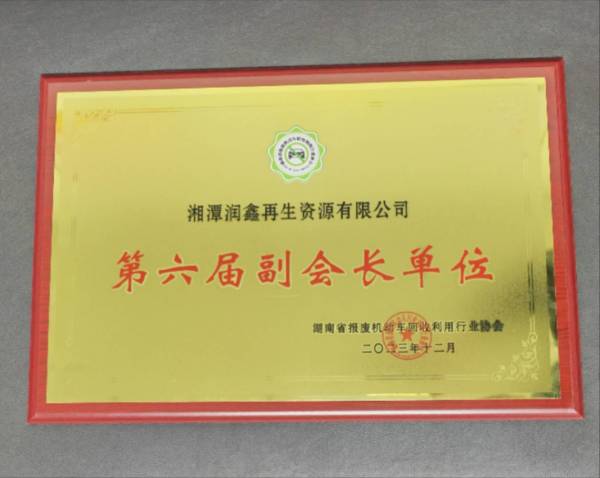 湘潭润鑫再生资源有限公司
第六届副会长单位
湖南省报废机动车回收利用行业协会
二〇二三年十二月